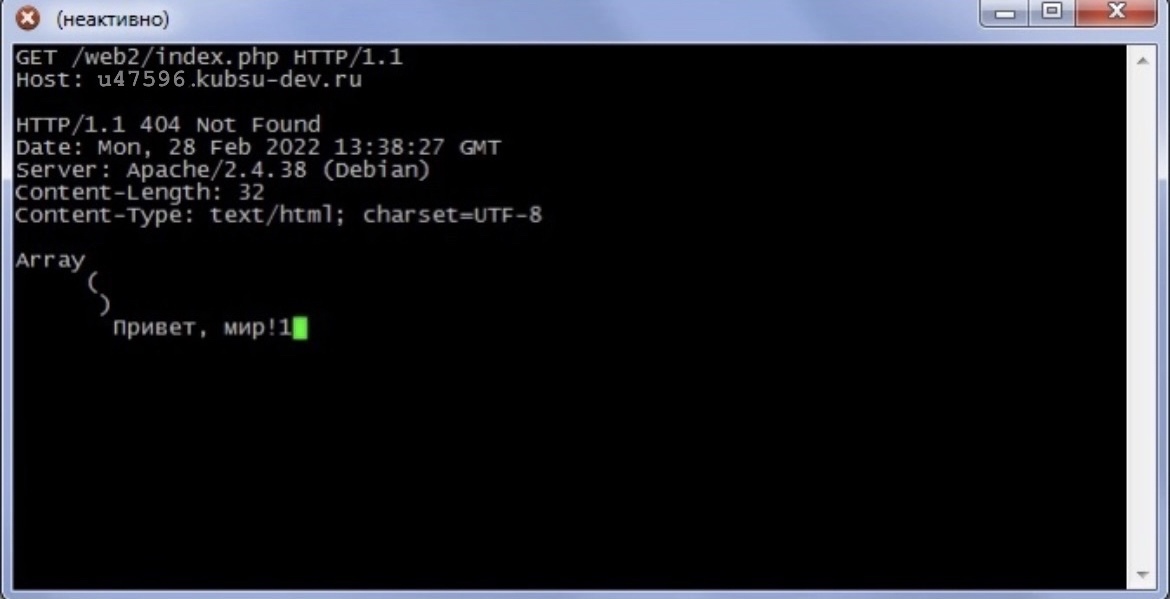 (неактивно)
GET /web2/index.php HTTP/1.1
Host: u47596.kubsu-dev.ru
HTTP/1.1 404 Not Found
Date: Mon, 28 Feb 2022 13:38:27 GMT
Server: Apache/2.4.38 (Debian)
Content-Length: 32
Content-Type: text/html; charset=UTF-8
Array
(
)
Привет, мир!1